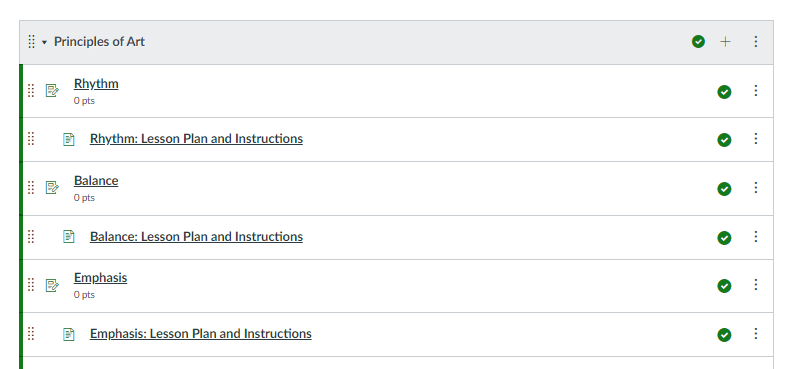 Principles of Art
Rhythm
0 pts
Rhythm: Lesson Plan and Instructions
Balance
0 pts
Balance: Lesson Plan and Instructions
Emphasis
0 pts
Emphasis: Lesson Plan and Instructions